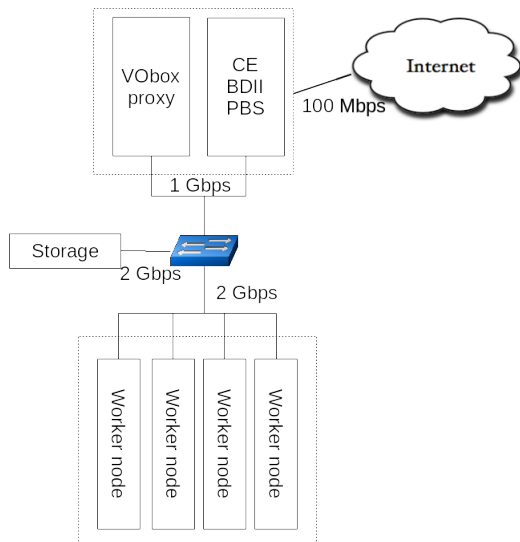 VObox
proxy
CE
BDII
PBS
Internet
100 Mbps
1 Gbps
Storage
2 Gbps
2 Gbps
Worker node
Worker node
Worker node
Worker node